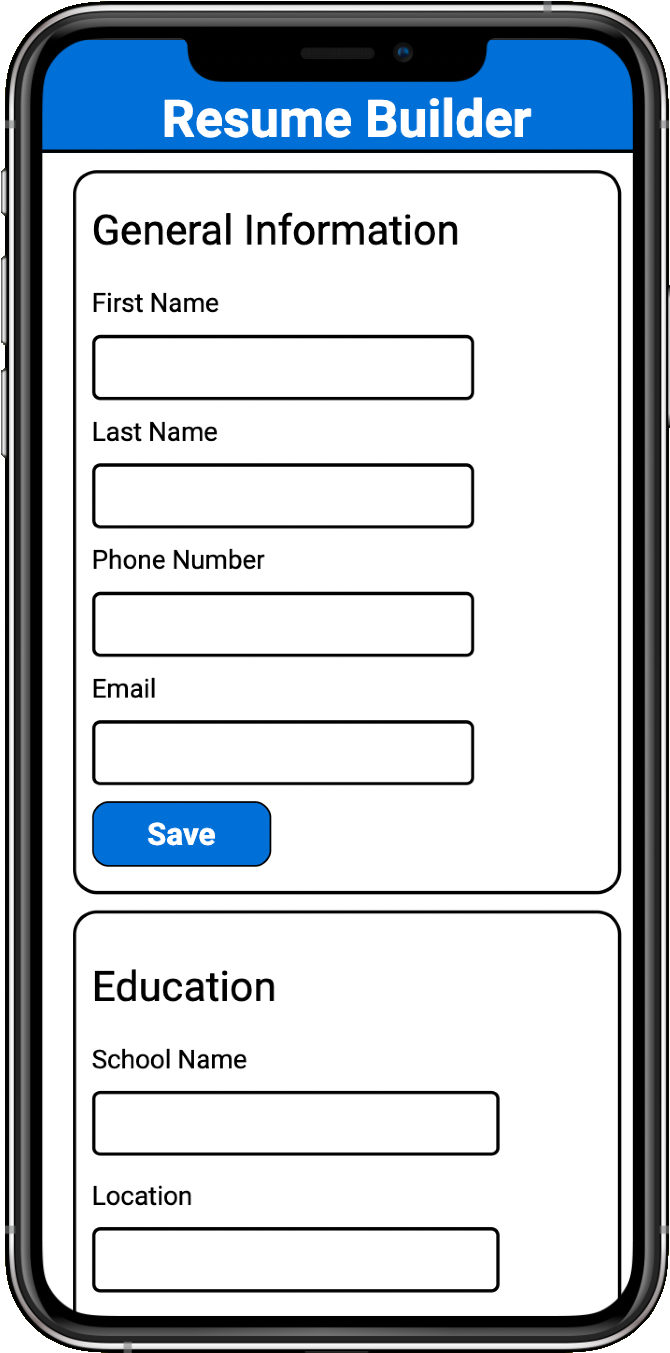 Resume Builder
General Information
First Name
Last Name
Phone Number
Email
Save
Education
School Name
Location